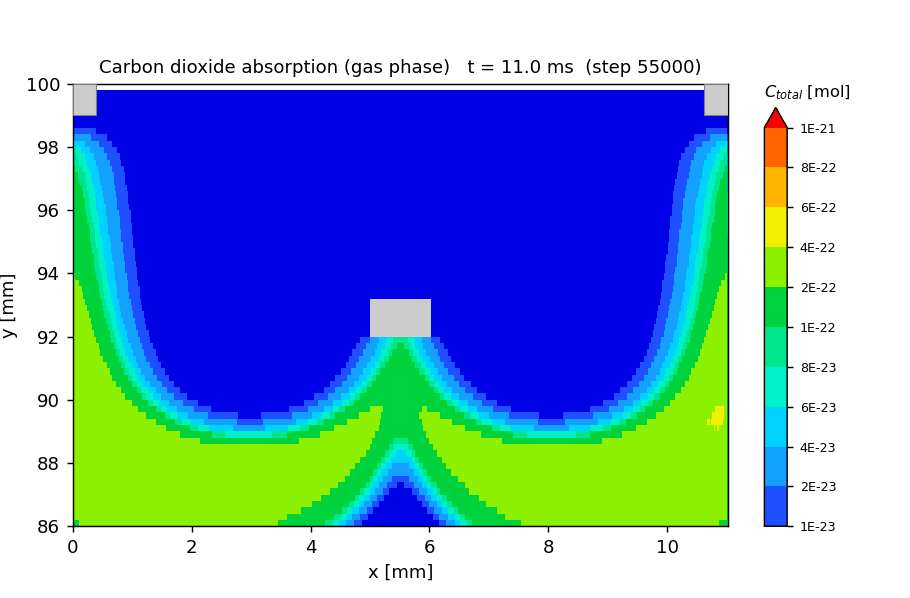 Carbon dioxide absorption (gas phase)   t = 11.0 ms  (step 55000)
C_total [mol]
100
98
96
94
92
90
88
86
y [mm]
0 2 4 6 8 10
x [mm]
1E-21
8E-22
6E-22
4E-22
2E-22
1E-22
8E-23
6E-23
4E-23
2E-23
1E-23